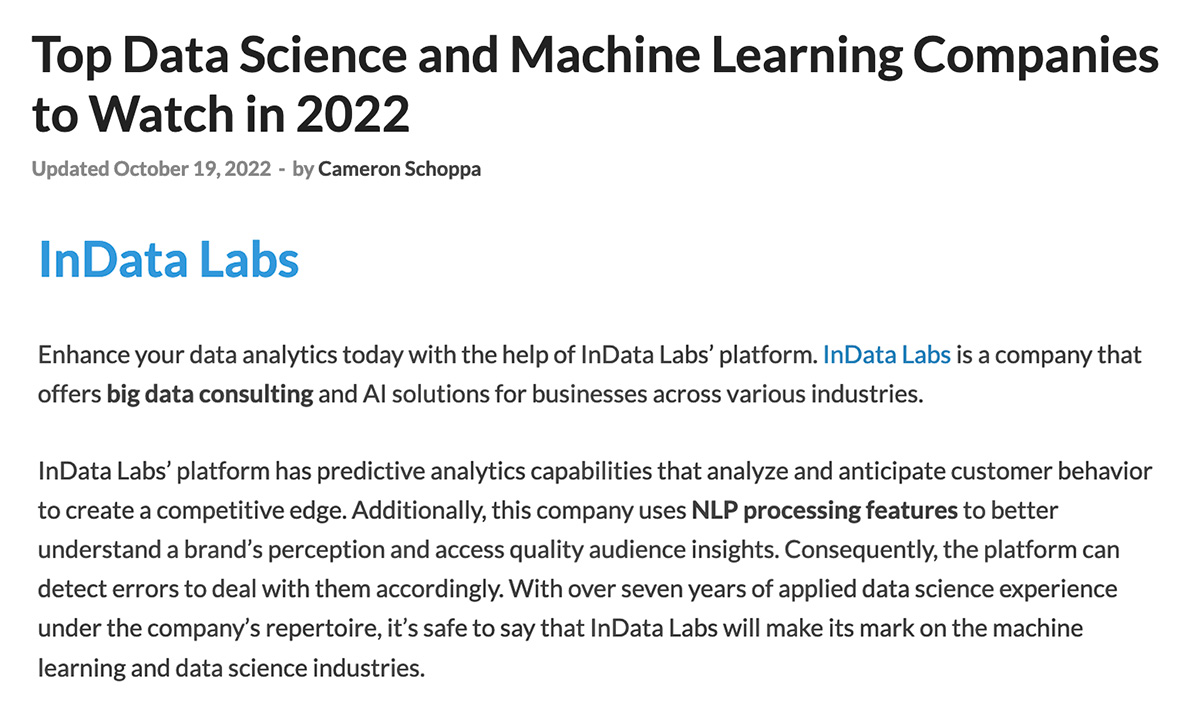 Top Data Science and Machine Learning Companies
to Watch in 2022
Updated October 19, 2022 - by Cameron Schoppa
InData Labs
Enhance your data analytics today with the help of InData Labs’ platform. InData Labs is a company that
offers big data consulting and AI solutions for businesses across various industries.
InData Labs’ platform has predictive analytics capabilities that analyze and anticipate customer behavior
to create a competitive edge. Additionally, this company uses NLP processing features to better
understand a brand’s perception and access quality audience insights. Consequently, the platform can
detect errors to deal with them accordingly. With over seven years of applied data science experience
under the company’s repertoire, it’s safe to say that InData Labs will make its mark on the machine
learning and data science industries.